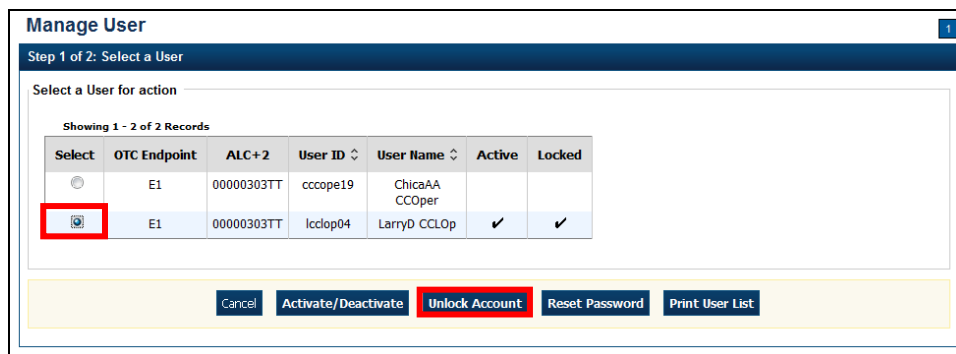 Manage User
1
Step 1 of 2: Select a User
Select a User for action
Showing 1 - 2 of 2 Records
Select OTC Endpoint ALC+2 User ID User Name Active Locked
E1 00000303TT cccope19 ChicaAA
CCOper
E1 00000303TT lcclop04 LarryD CCLOp ✔ ✔
Cancel Activate/Deactivate Unlock Account Reset Password Print User List